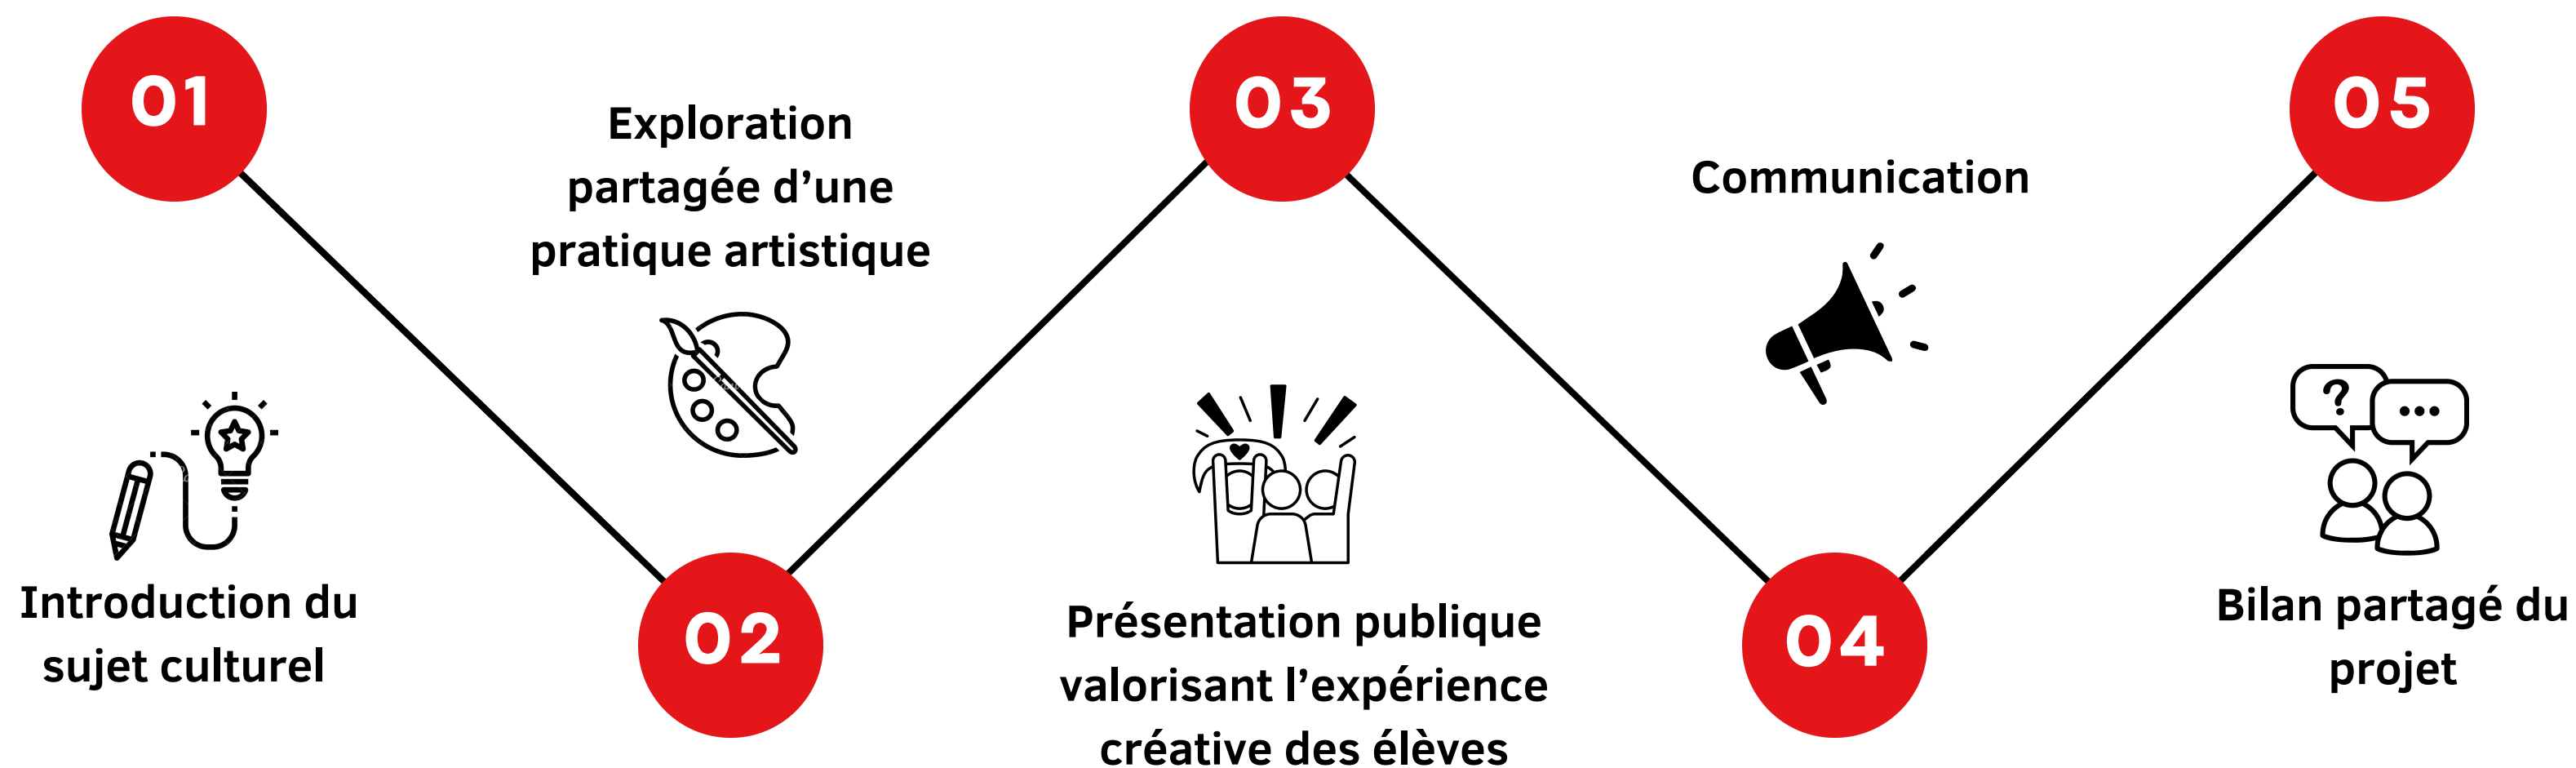 01
Introduction du
sujet culturel
Exploration
partagée d’une
pratique artistique
02
03
Présentation publique
valorisant l’expérience
créative des élèves
Communication
04
05
?
Bilan partagé du
projet